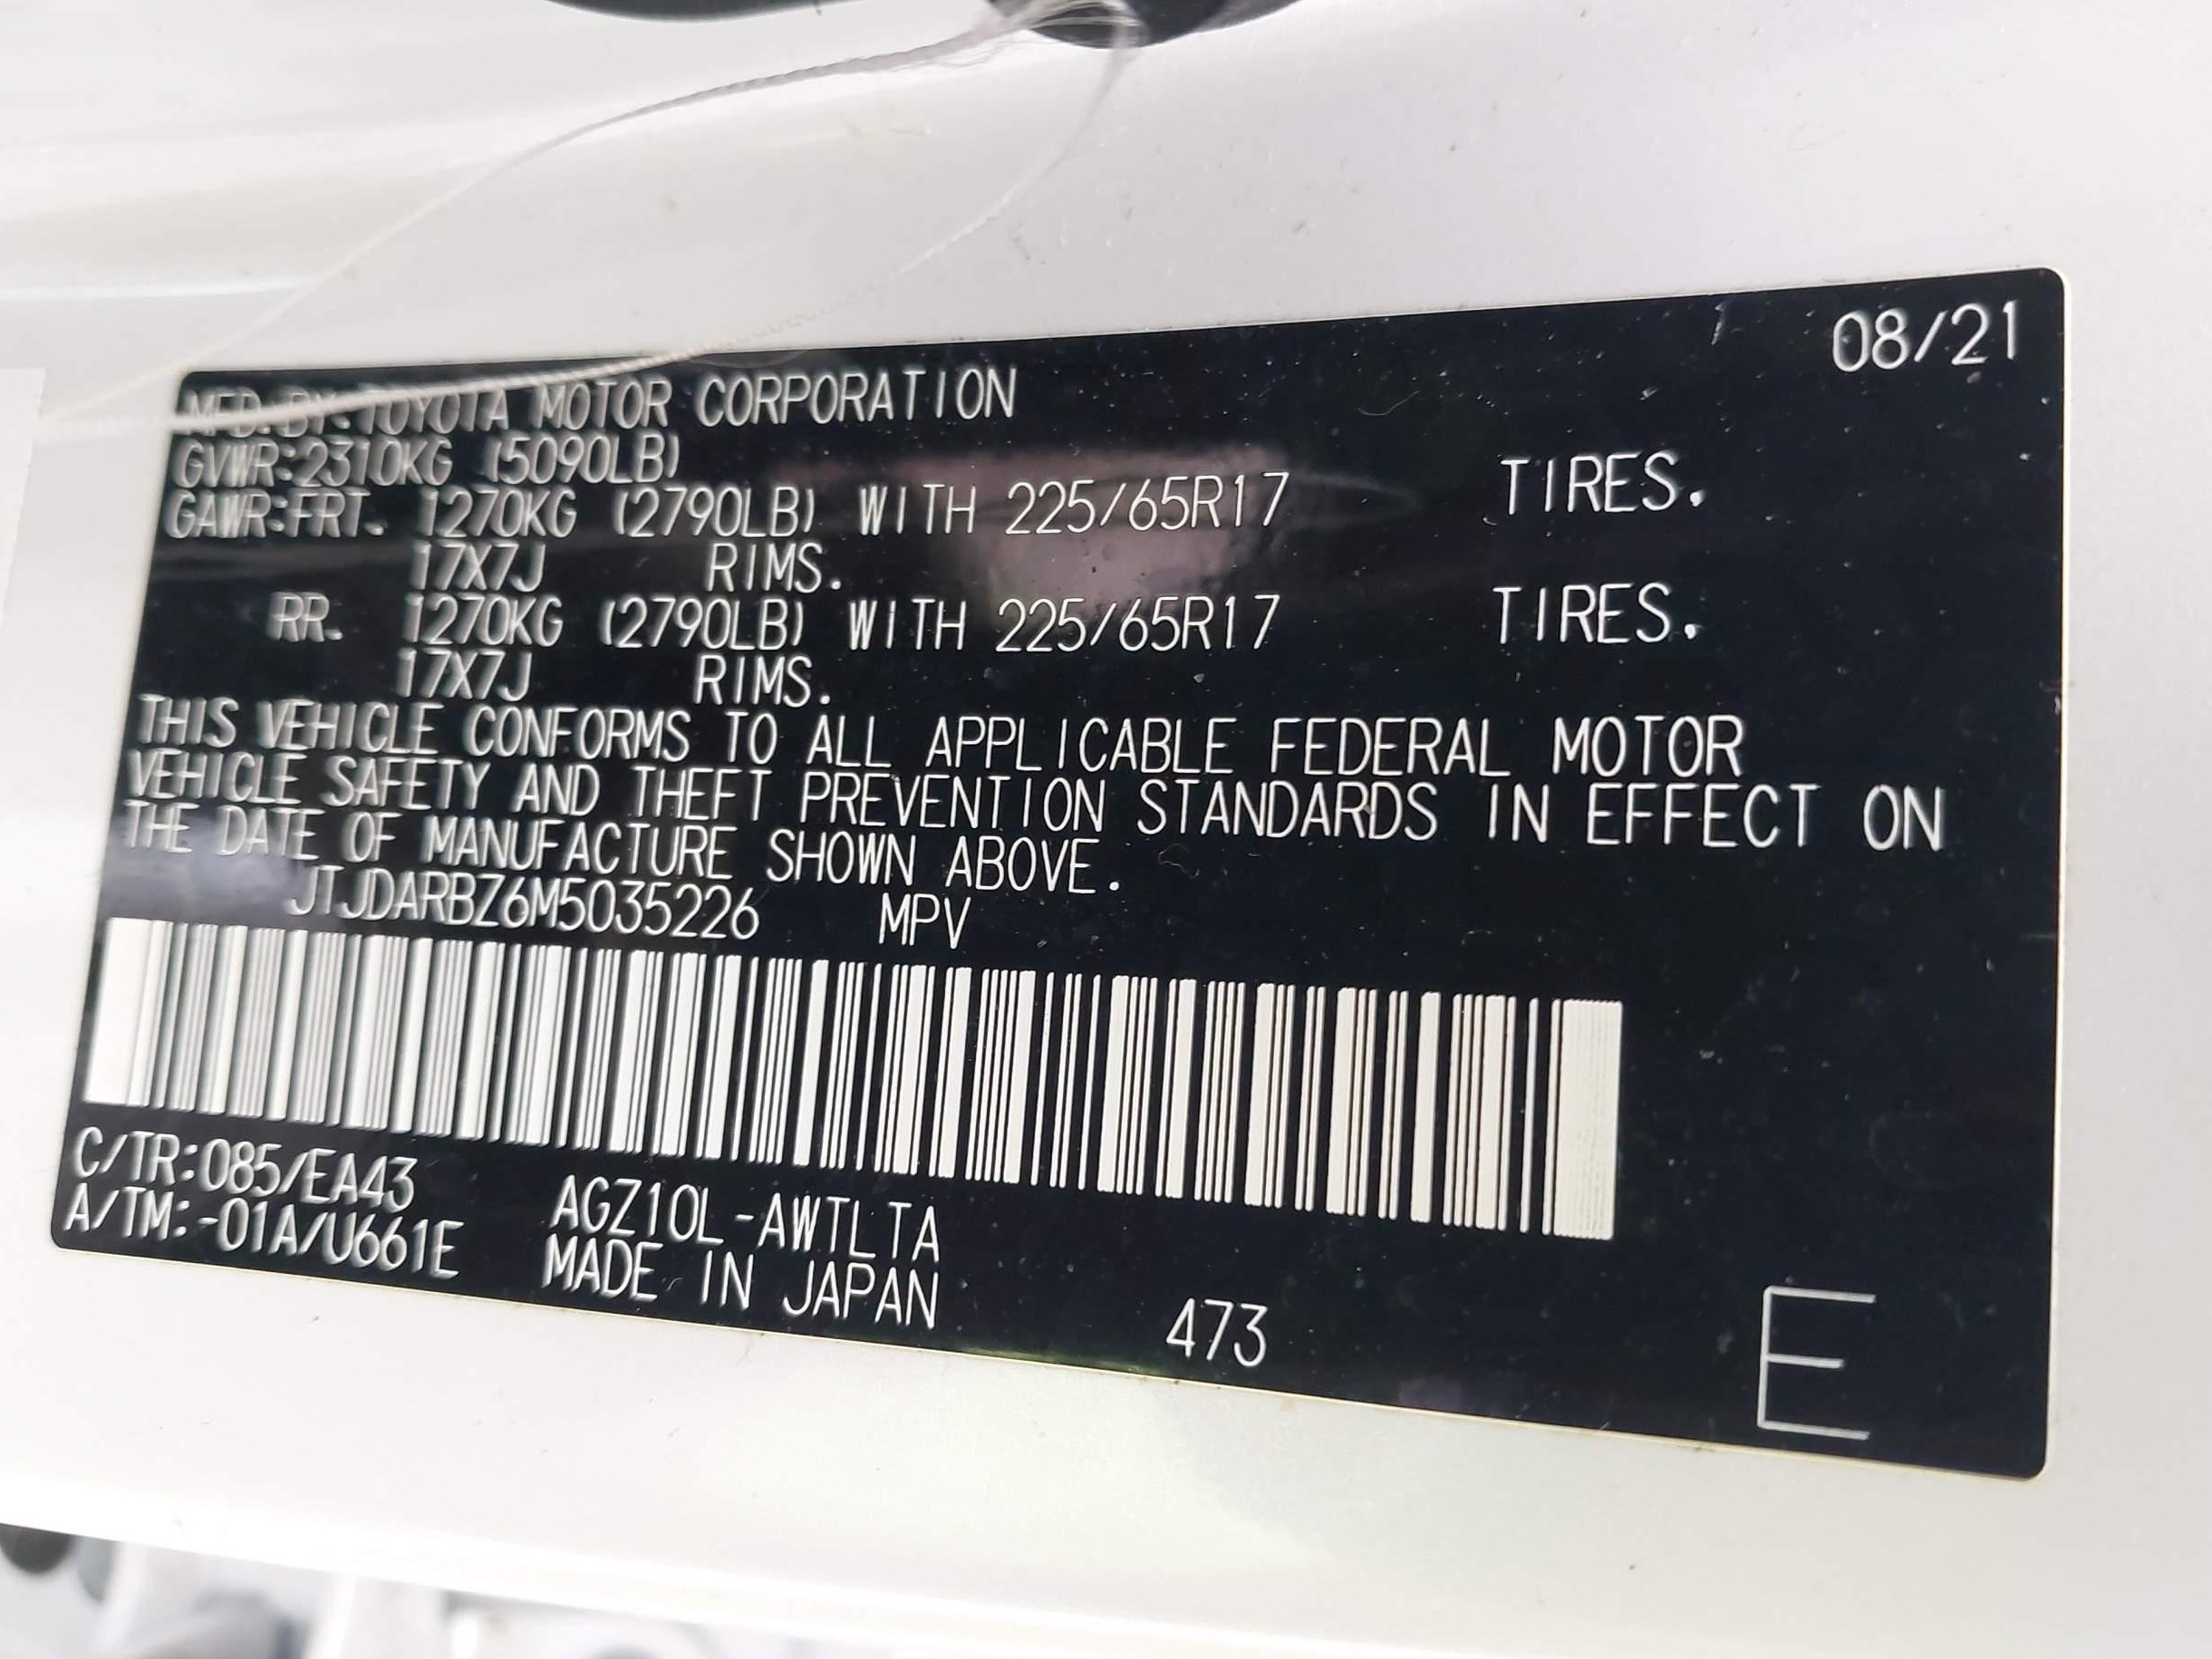 08/21
MFD.BY:TOYOTA MOTOR CORPORATION
GVWR:2310KG (5090LB)
GAWR:FRT. 1270KG (2790LB) WITH 225/65R17 TIRES.
17X7J RIMS.
RR. 1270KG (2790LB) WITH 225/65R17 TIRES.
17X7J RIMS.
THIS VEHICLE CONFORMS TO ALL APPLICABLE FEDERAL MOTOR
VEHICLE SAFETY AND THEFT PREVENTION STANDARDS IN EFFECT ON
THE DATE OF MANUFACTURE SHOWN ABOVE.
JTJDARBZ6M5035226 MPV
C/TR:085/EA43 AGZ10L-AWTLTA
A/TM:-01A/U661E MADE IN JAPAN
473
E